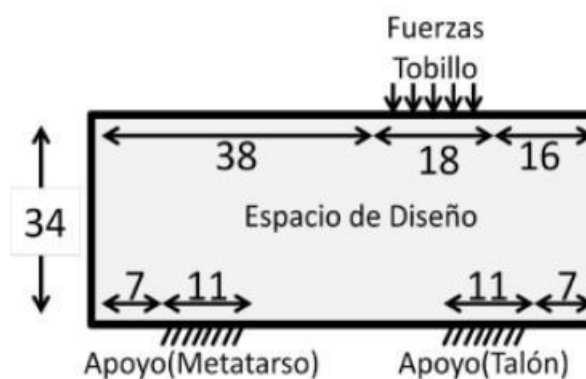 Fuerzas
Tobillo
38 18 16
34
Espacio de Diseño
7 11 11 7
Apoyo(Metatarso) Apoyo(Talón)